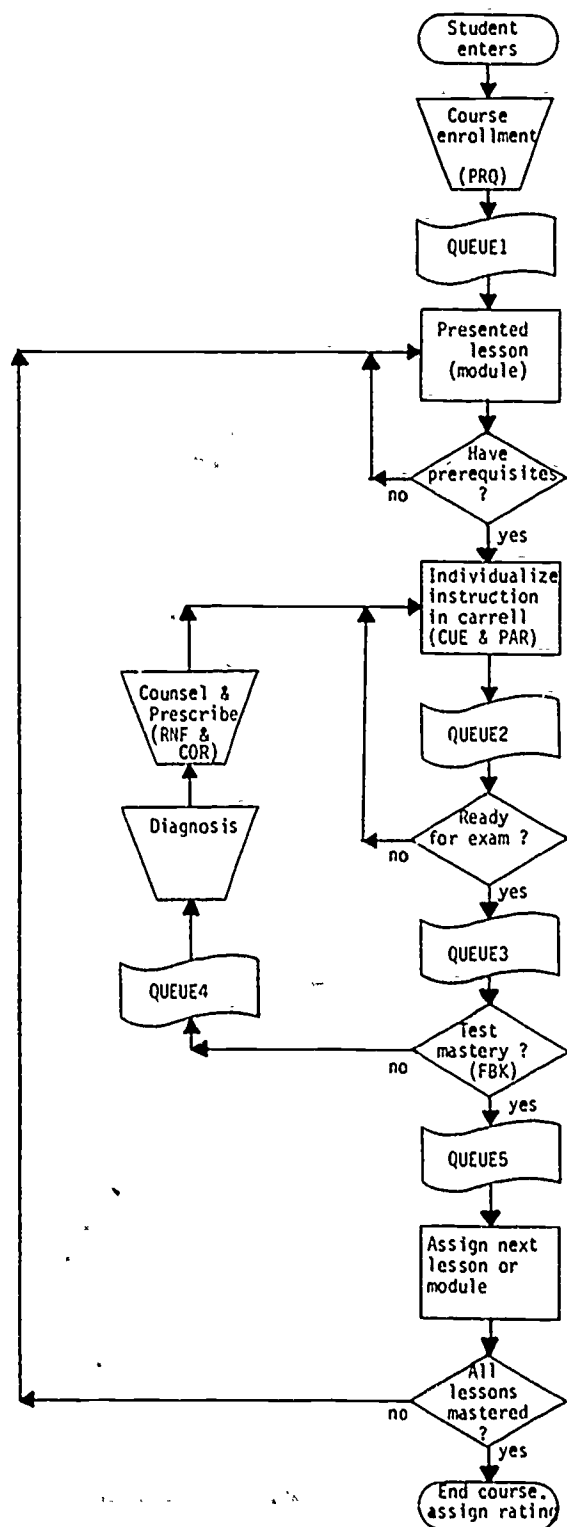 Student
enters
Course
enrollment
(PRQ)
QUEUE1
Presented
lesson
(module)
Have
prerequisites
?
no
yes
Individualize
instruction
in carrell
(CUE & PAR)
Counsel &
Prescribe
(RNF &
COR)
QUEUE2
Diagnosis
Ready
for exam ?
no
yes
QUEUE3
QUEUE4
Test
mastery ?
(FBK)
no
yes
QUEUE5
Assign next
lesson or
module
All
lessons
mastered
?
no
yes
End course,
assign rating